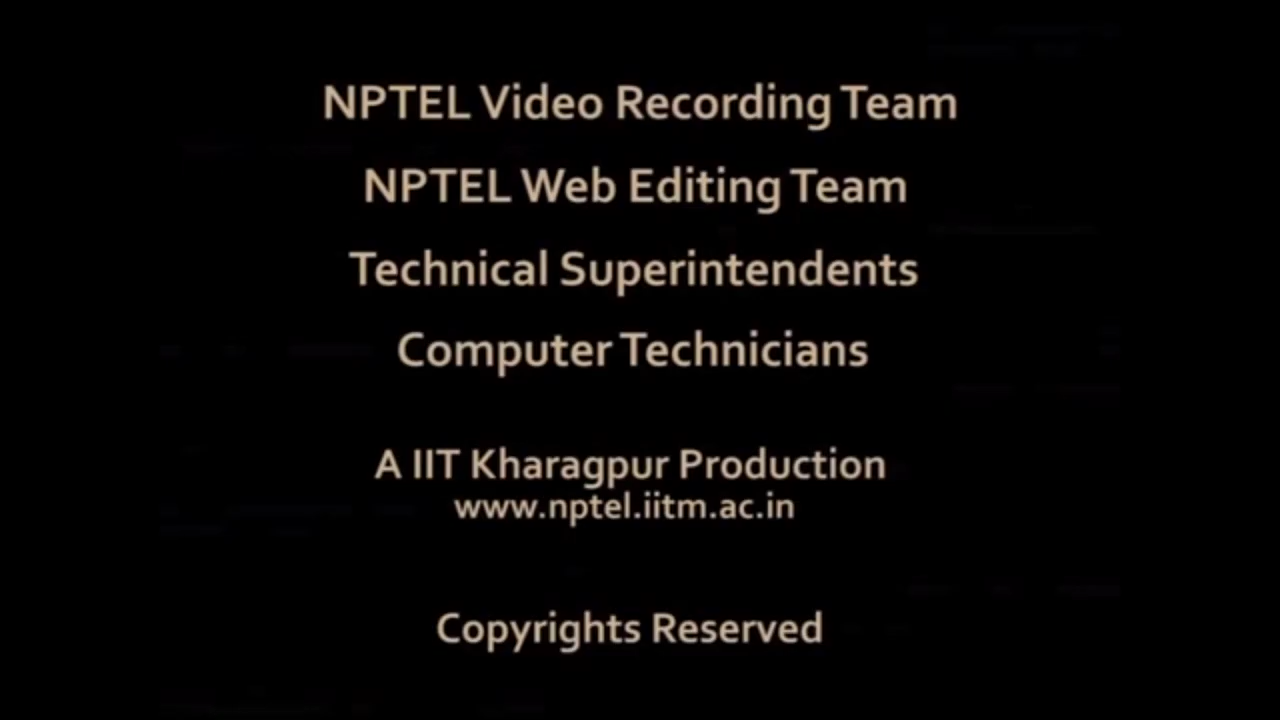 NPTEL Video Recording Team
NPTEL Web Editing Team
Technical Superintendents
Computer Technicians
A IIT Kharagpur Production
www.nptel.iitm.ac.in
Copyrights Reserved